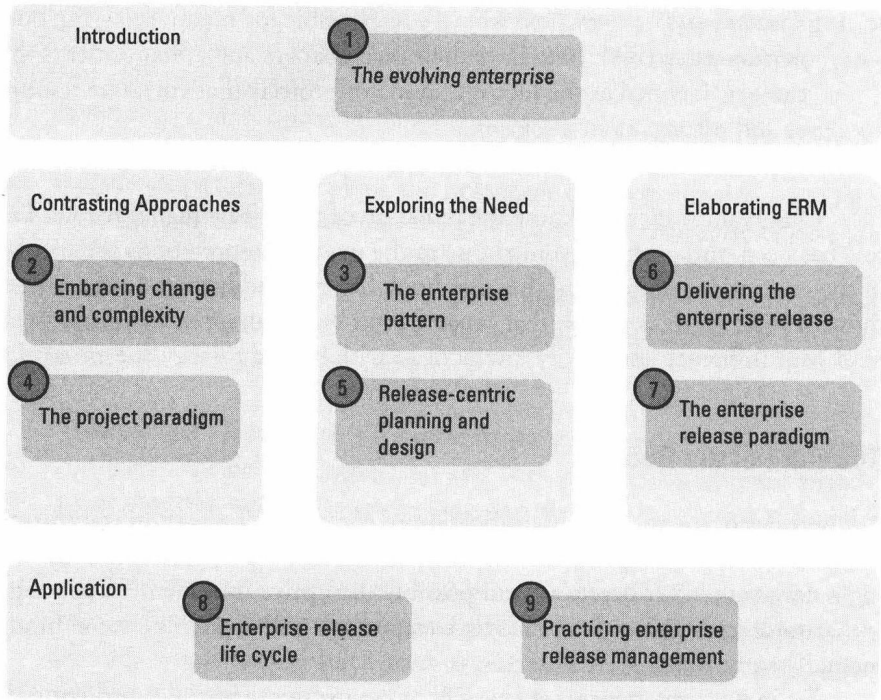 Introduction
1
The evolving enterprise
Contrasting Approaches
2
Embracing change
and complexity
4
The project paradigm
Exploring the Need
3
The enterprise
pattern
5
Release-centric
planning and
design
Elaborating ERM
6
Delivering the
enterprise release
7
The enterprise
release paradigm
Application
8
Enterprise release
life cycle
9
Practicing enterprise
release management